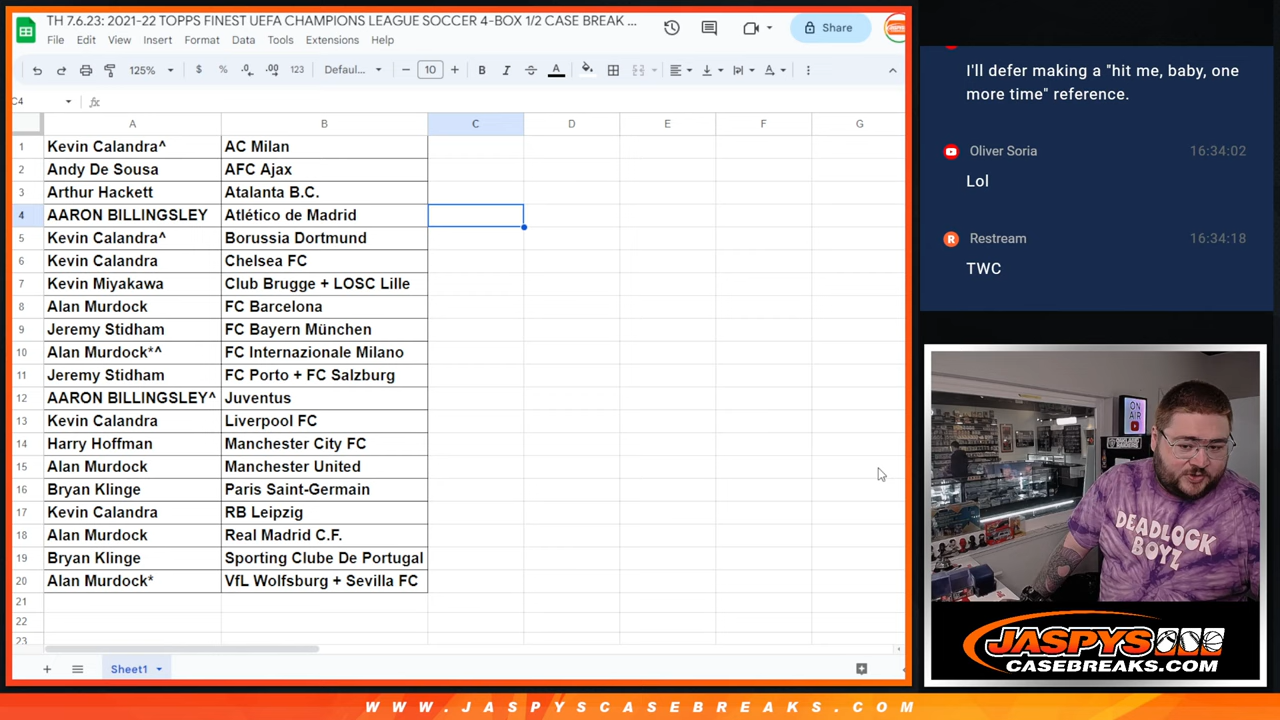 TH 7.6.23: 2021-22 TOPPS FINEST UEFA CHAMPIONS LEAGUE SOCCER 4-BOX 1/2 CASE BREAK ...
File Edit View Insert Format Data Tools Extensions Help
Share
125% $ % .0 .00 123 Defaul... − 10 + B I A
C4 fx
A B C D E F G
1 Kevin Calandra^ AC Milan
2 Andy De Sousa AFC Ajax
3 Arthur Hackett Atalanta B.C.
4 AARON BILLINGSLEY Atlético de Madrid
5 Kevin Calandra^ Borussia Dortmund
6 Kevin Calandra Chelsea FC
7 Kevin Miyakawa Club Brugge + LOSC Lille
8 Alan Murdock FC Barcelona
9 Jeremy Stidham FC Bayern München
10 Alan Murdock*^ FC Internazionale Milano
11 Jeremy Stidham FC Porto + FC Salzburg
12 AARON BILLINGSLEY^ Juventus
13 Kevin Calandra Liverpool FC
14 Harry Hoffman Manchester City FC
15 Alan Murdock Manchester United
16 Bryan Klinge Paris Saint-Germain
17 Kevin Calandra RB Leipzig
18 Alan Murdock Real Madrid C.F.
19 Bryan Klinge Sporting Clube De Portugal
20 Alan Murdock* VfL Wolfsburg + Sevilla FC
21
22
23
Sheet1
I'll defer making a "hit me, baby, one
more time" reference.
Oliver Soria 16:34:02
Lol
Restream 16:34:18
TWC
ON
AIR
DEADLOCK
BOYZ
JASPYS
CASEBREAKS.COM
WWW.JASPYSCASEBREAKS.COM